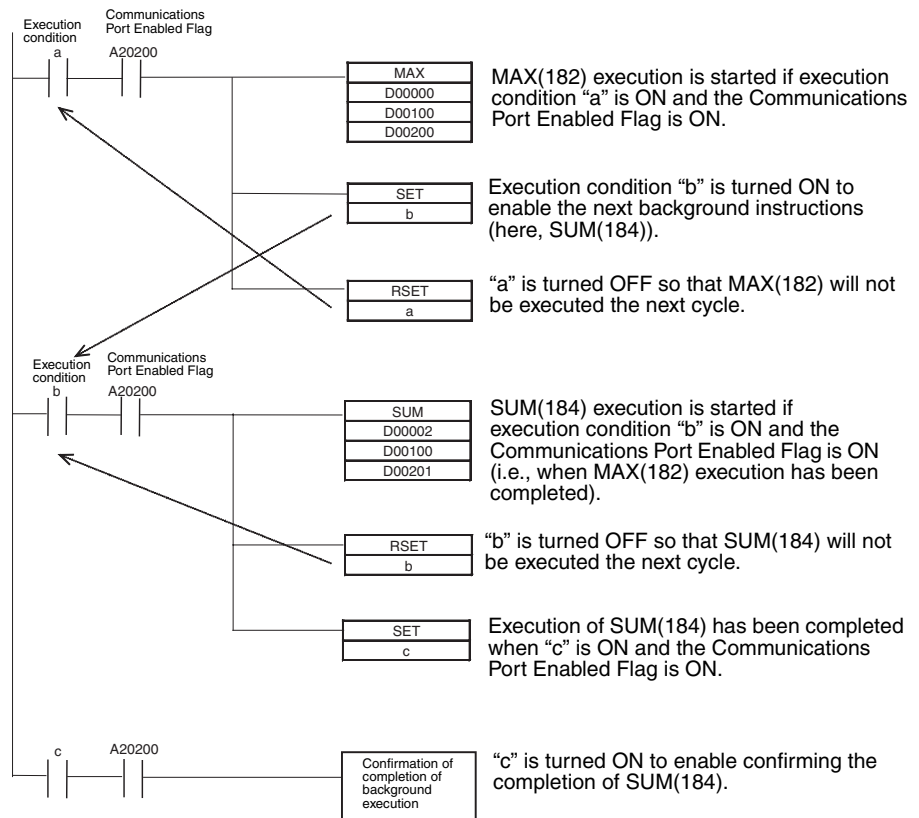 Execution
condition
a
Communications
Port Enabled Flag
A20200
MAX
D00000
D00100
D00200
MAX(182) execution is started if execution
condition “a” is ON and the Communications
Port Enabled Flag is ON.
SET
b
Execution condition “b” is turned ON to
enable the next background instructions
(here, SUM(184)).
RSET
a
“a” is turned OFF so that MAX(182) will not
be executed the next cycle.
Execution
condition
b
Communications
Port Enabled Flag
A20200
SUM
D00002
D00100
D00201
SUM(184) execution is started if
execution condition “b” is ON and the
Communications Port Enabled Flag is ON
(i.e., when MAX(182) execution has been
completed).
RSET
b
“b” is turned OFF so that SUM(184) will not
be executed the next cycle.
SET
c
Execution of SUM(184) has been completed
when “c” is ON and the Communications
Port Enabled Flag is ON.
c
A20200
Confirmation of
completion of
background
execution
“c” is turned ON to enable confirming the
completion of SUM(184).